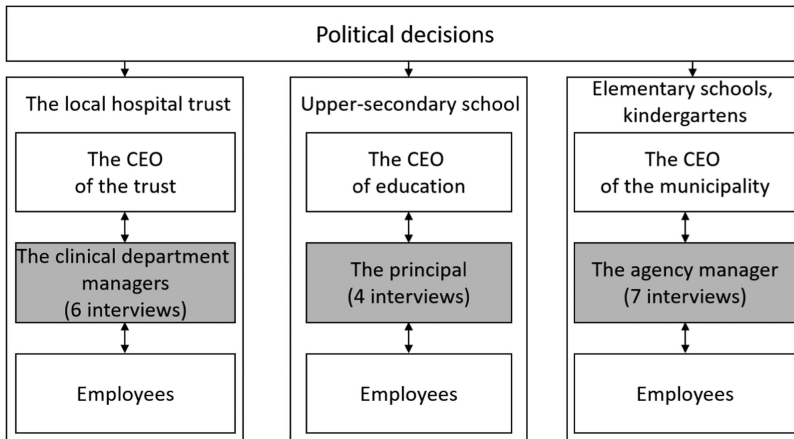 Political decisions
The local hospital trust
The CEO
of the trust
The clinical department
managers
(6 interviews)
Employees
Upper-secondary school
The CEO
of education
The principal
(4 interviews)
Employees
Elementary schools,
kindergartens
The CEO
of the municipality
The agency manager
(7 interviews)
Employees